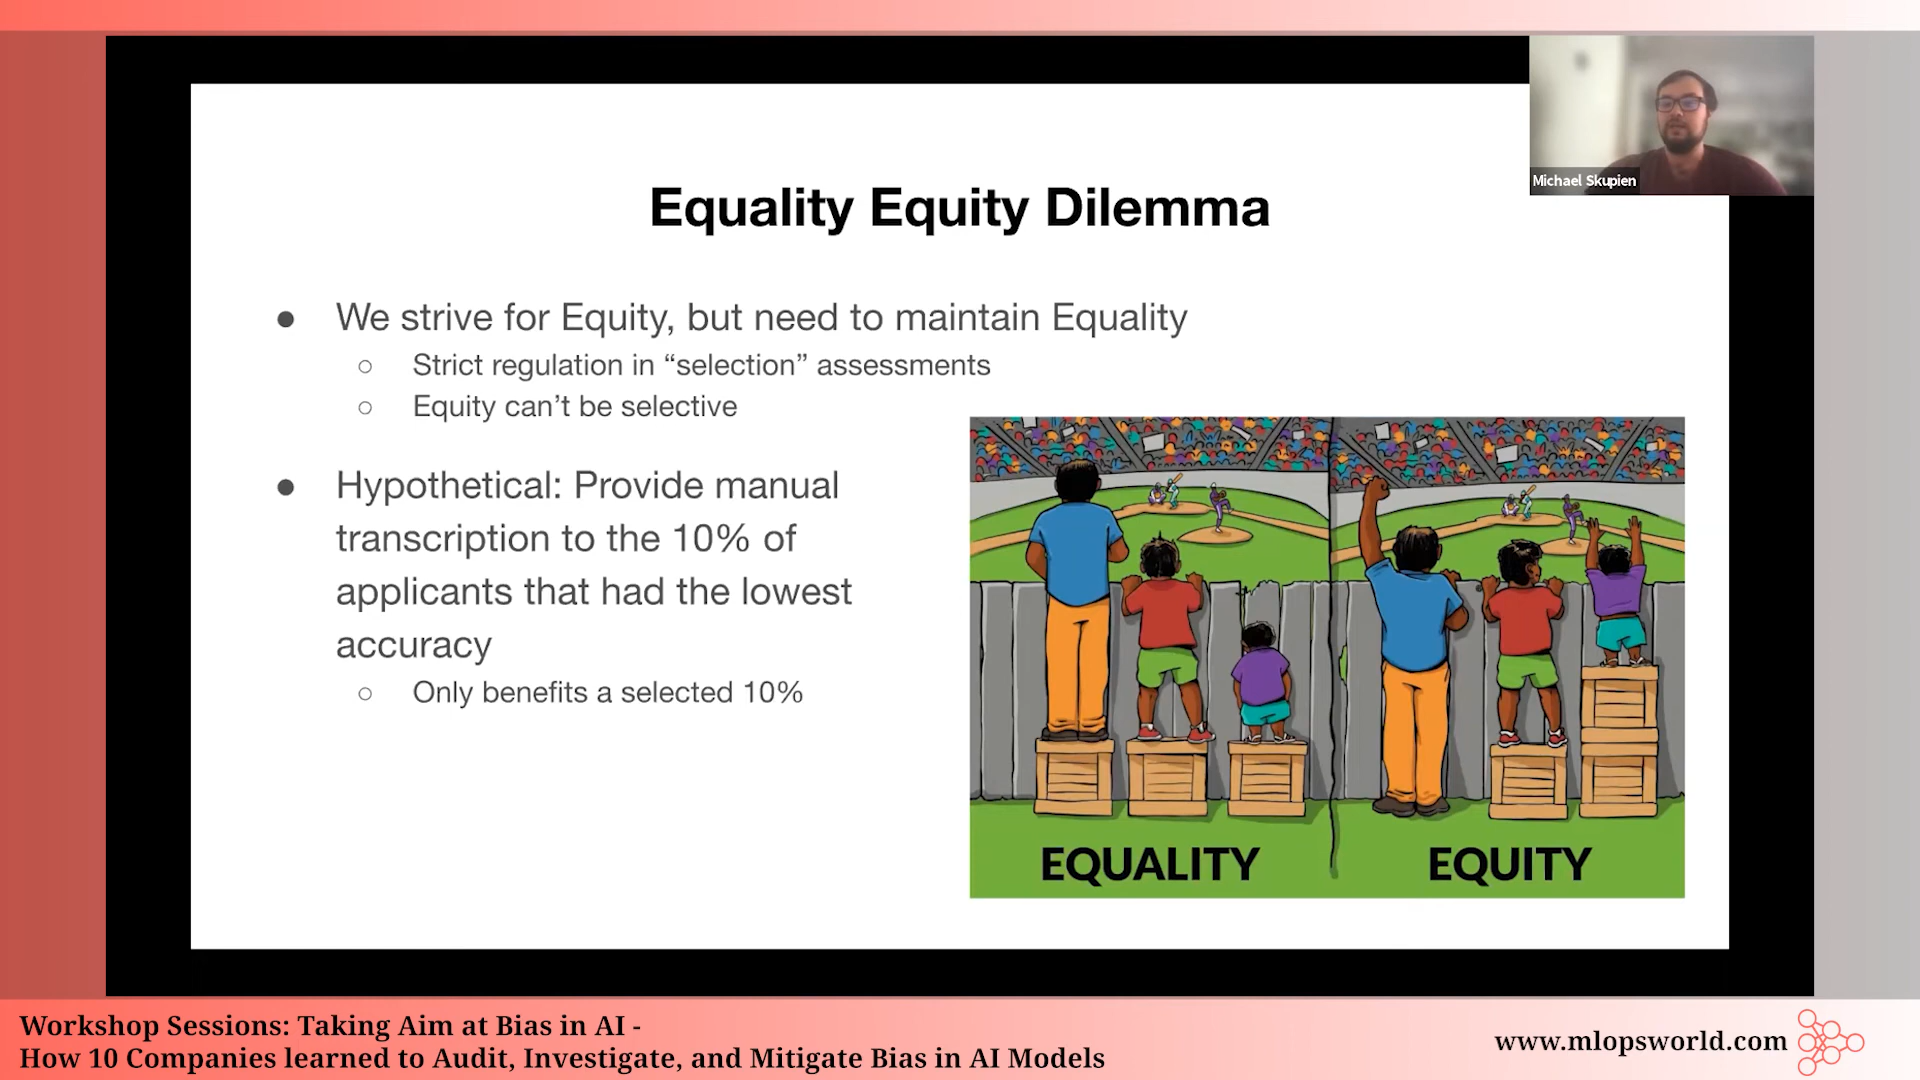 Michael Skupien
Equality Equity Dilemma
● We strive for Equity, but need to maintain Equality
○ Strict regulation in “selection” assessments
○ Equity can’t be selective
● Hypothetical: Provide manual
transcription to the 10% of
applicants that had the lowest
accuracy
○ Only benefits a selected 10%
EQUALITY
EQUITY
Workshop Sessions: Taking Aim at Bias in AI -
How 10 Companies learned to Audit, Investigate, and Mitigate Bias in AI Models
www.mlopsworld.com